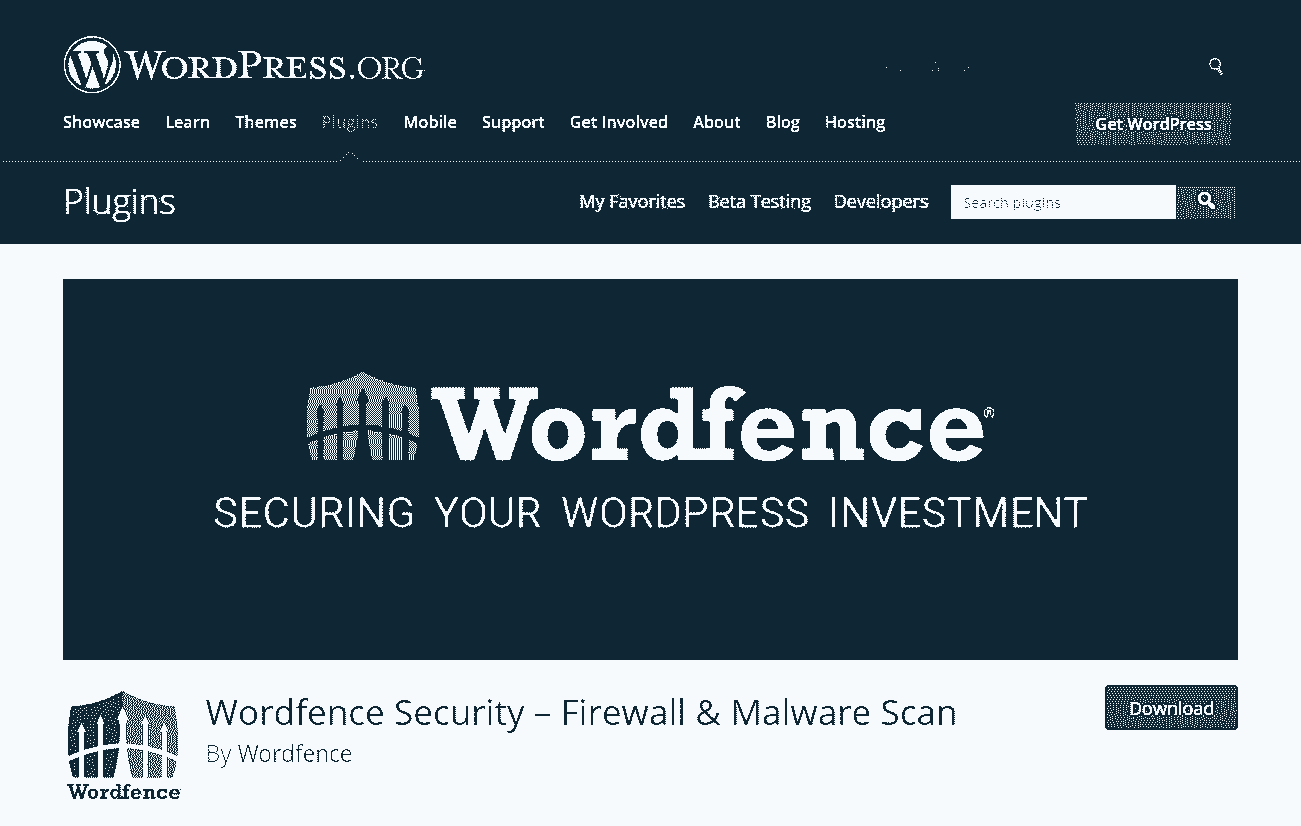 WORDPRESS.ORG
Showcase Learn Themes Plugins Mobile Support Get Involved About Blog Hosting Get WordPress
Plugins My Favorites Beta Testing Developers Search plugins
Wordfence®
SECURING YOUR WORDPRESS INVESTMENT
Wordfence Security – Firewall & Malware Scan Download
By Wordfence
Wordfence